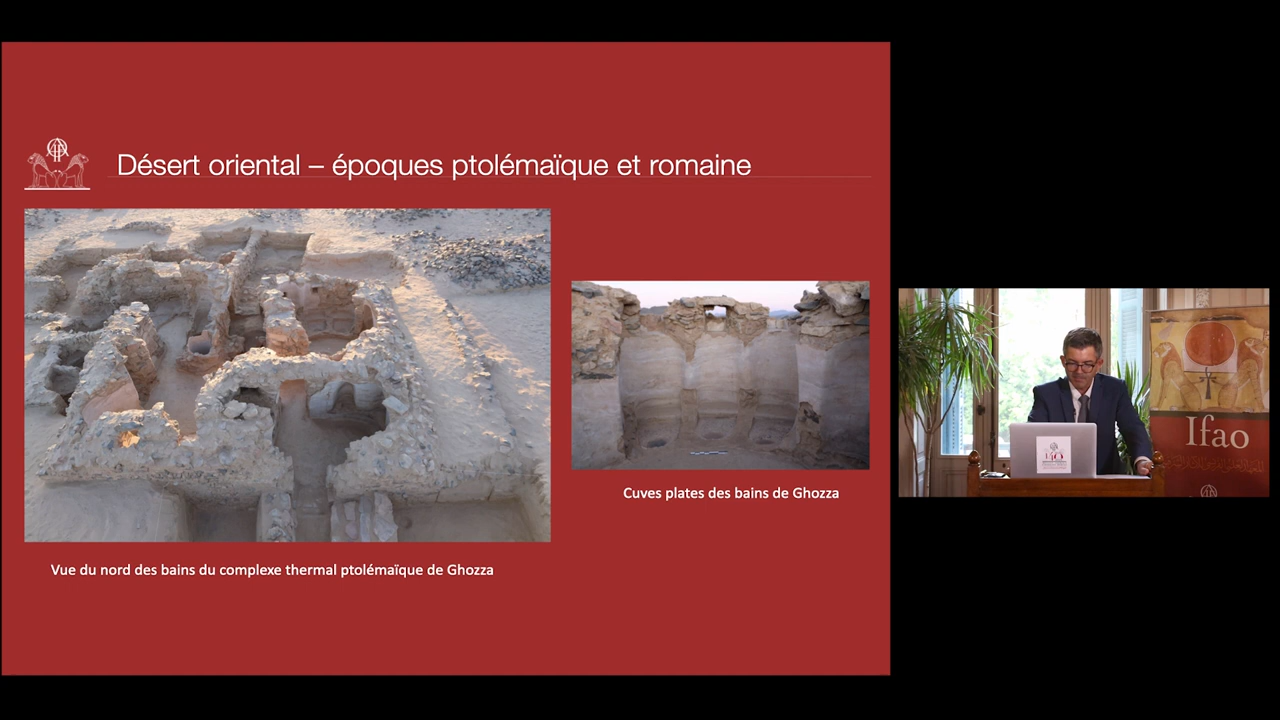 Désert oriental – époques ptolémaïque et romaine
Cuves plates des bains de Ghozza
Vue du nord des bains du complexe thermal ptolémaïque de Ghozza
Ifao